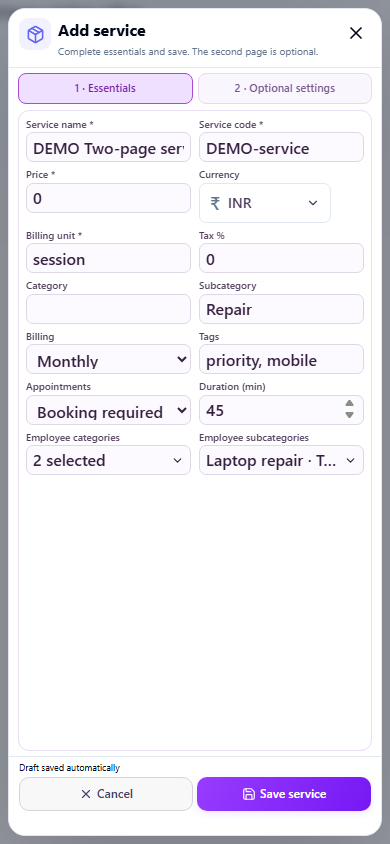 Add service
Complete essentials and save. The second page is optional.
1 · Essentials
2 · Optional settings
Service name *
Service code *
DEMO Two-page
DEMO-service
Price *
Currency
0
₹ INR
Billing unit *
Tax %
session
0
Category
Subcategory
Repair
Billing
Tags
Monthly
priority, mobile
Appointments
Duration (min)
Booking required
45
Employee categories
Employee subcategories
2 selected
Laptop repair · T...
Draft saved automatically
Cancel
Save service